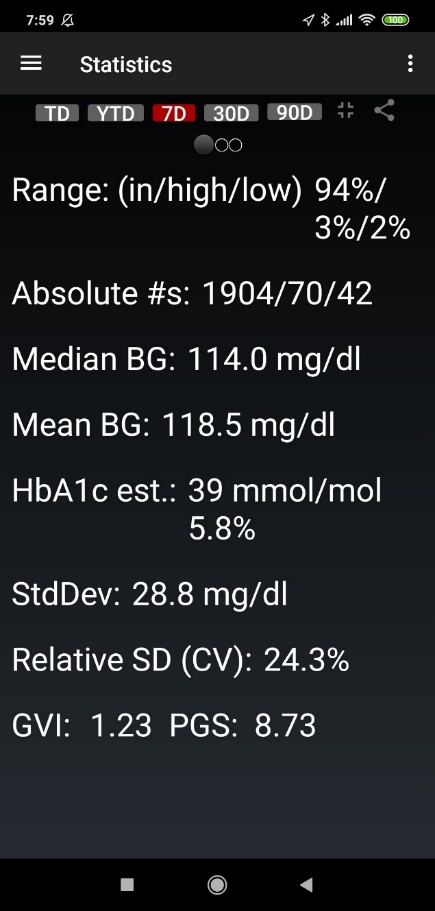 7:59 100
Statistics
TD YTD 7D 30D 90D
Range: (in/high/low) 94%/
3%/2%
Absolute #s: 1904/70/42
Median BG: 114.0 mg/dl
Mean BG: 118.5 mg/dl
HbA1c est.: 39 mmol/mol
5.8%
StdDev: 28.8 mg/dl
Relative SD (CV): 24.3%
GVI: 1.23 PGS: 8.73